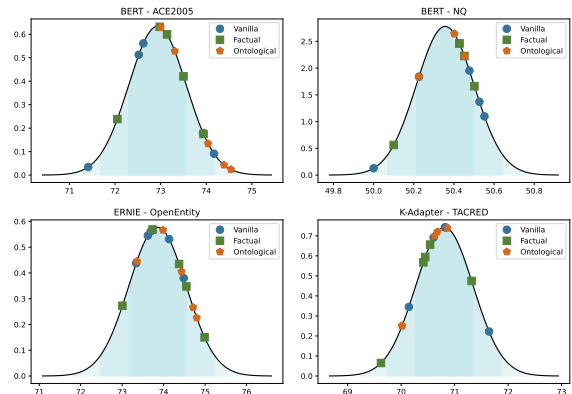 BERT - ACE2005
Vanilla
Factual
Ontological
0.6
0.5
0.4
0.3
0.2
0.1
0.0
71 72 73 74 75
BERT - NQ
Vanilla
Factual
Ontological
2.5
2.0
1.5
1.0
0.5
0.0
49.8 50.0 50.2 50.4 50.6 50.8
ERNIE - OpenEntity
Vanilla
Factual
Ontological
0.6
0.5
0.4
0.3
0.2
0.1
0.0
71 72 73 74 75 76
K-Adapter - TACRED
Vanilla
Factual
Ontological
0.7
0.6
0.5
0.4
0.3
0.2
0.1
0.0
69 70 71 72 73